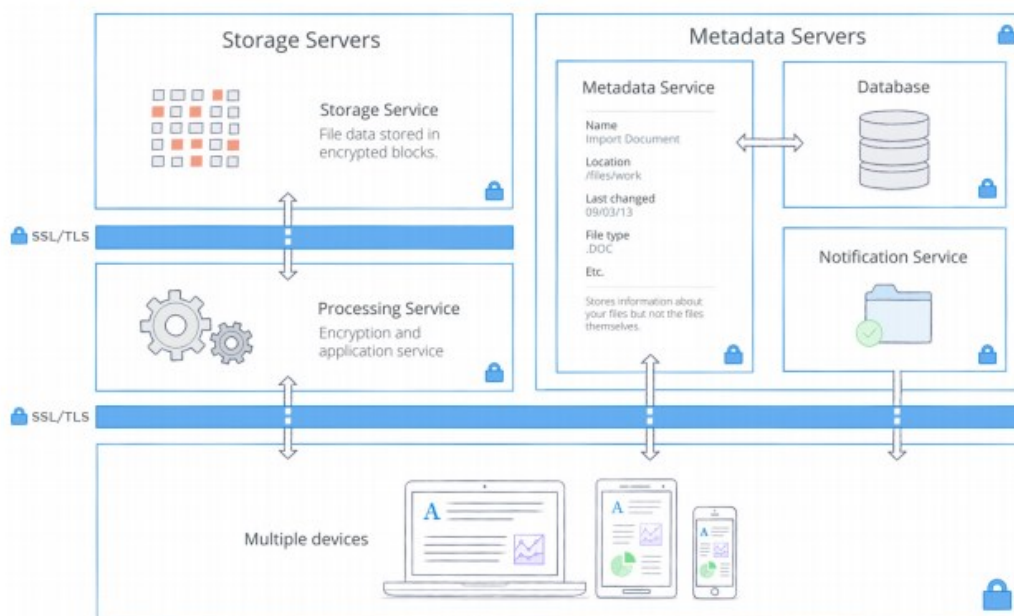 Storage Servers
Storage Service
File data stored in
encrypted blocks.
SSL/TLS
Processing Service
Encryption and
application service
Metadata Servers
Metadata Service
Name
Import Document
Location
/files/work
Last changed
09/03/13
File type
.DOC
Etc.
Stores information about
your files but not the files
themselves.
Database
Notification Service
SSL/TLS
Multiple devices
A
A
A